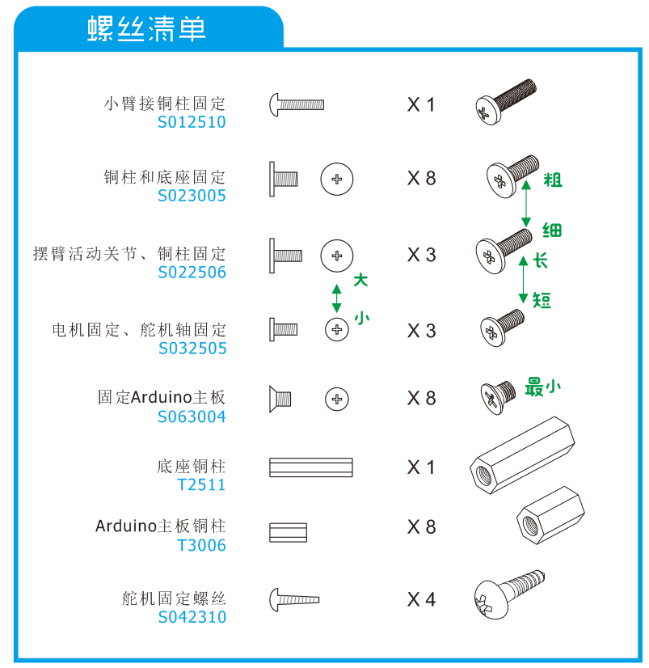 螺丝清单
小臂接铜柱固定
S012510
X 1
铜柱和底座固定
S023005
X 8
粗
细
摆臂活动关节、铜柱固定
S022506
X 3
长
短
大
小
电机固定、舵机轴固定
S032505
X 3
固定Arduino主板
S063004
X 8
最小
底座铜柱
T2511
X 1
Arduino主板铜柱
T3006
X 8
舵机固定螺丝
S042310
X 4